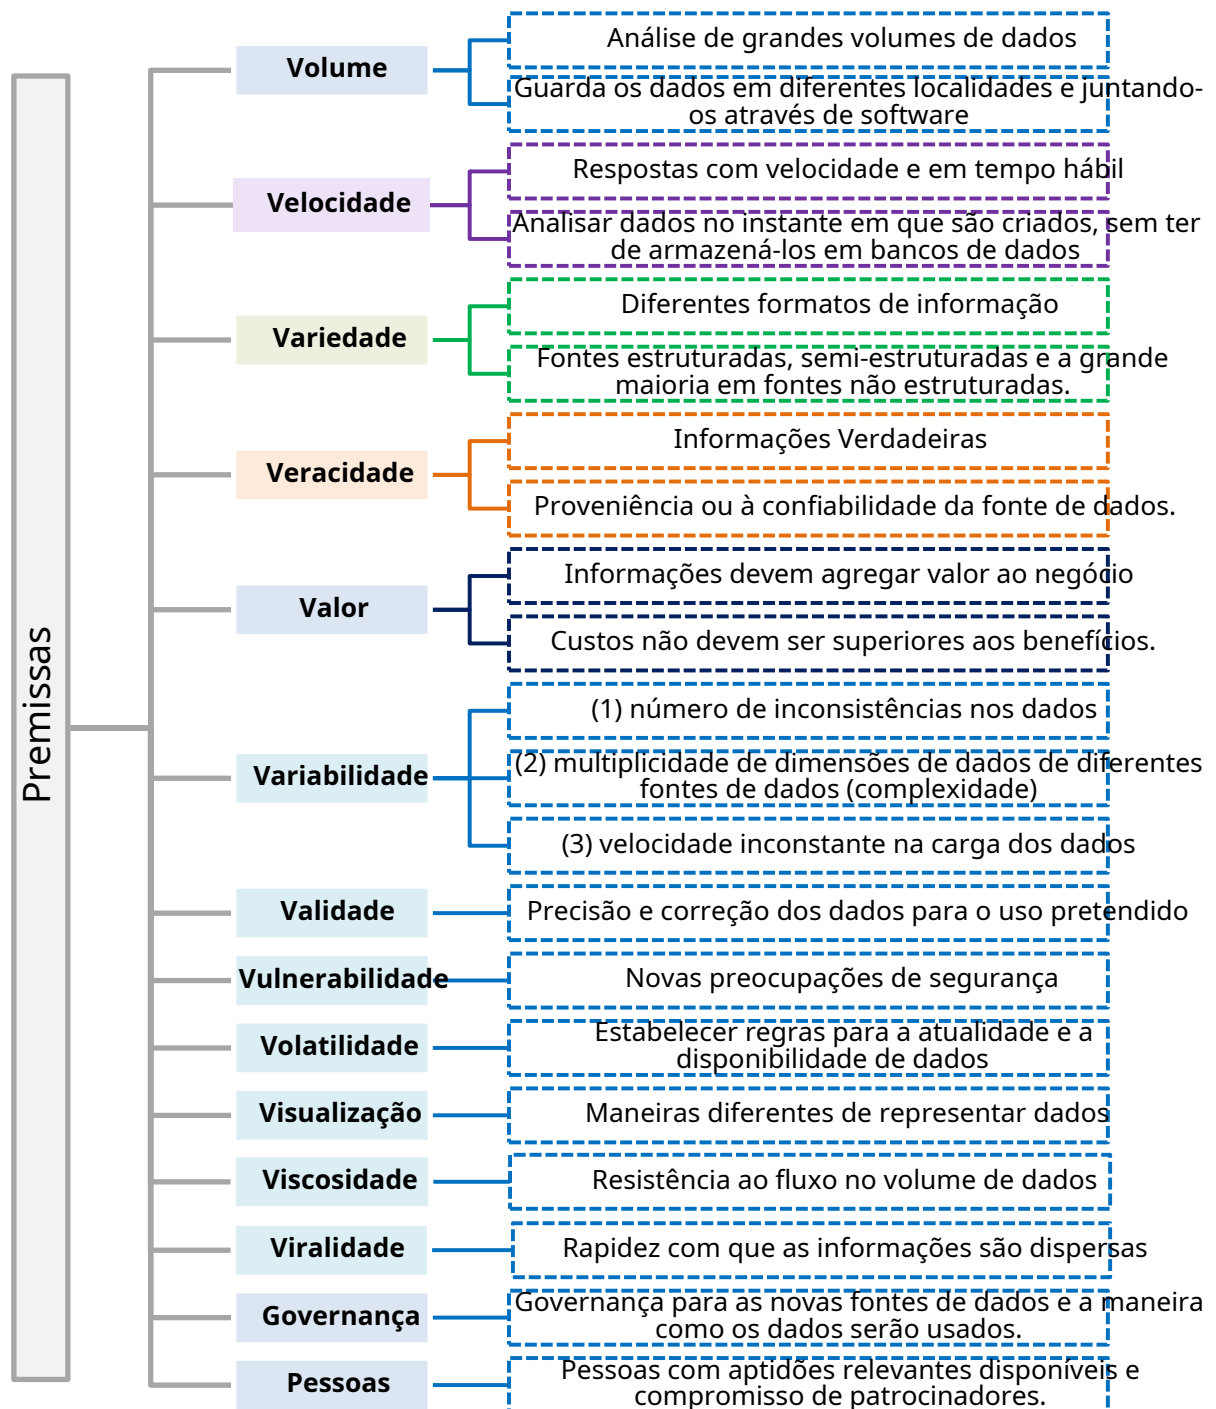 Premissas
Volume
Análise de grandes volumes de dados
Guarda os dados em diferentes localidades e juntando-
os através de software
Velocidade
Respostas com velocidade e em tempo hábil
Analisar dados no instante em que são criados, sem ter
de armazená-los em bancos de dados
Variedade
Diferentes formatos de informação
Fontes estruturadas, semi-estruturadas e a grande
maioria em fontes não estruturadas.
Veracidade
Informações Verdadeiras
Proveniência ou à confiabilidade da fonte de dados.
Valor
Informações devem agregar valor ao negócio
Custos não devem ser superiores aos benefícios.
Variabilidade
(1) número de inconsistências nos dados
(2) multiplicidade de dimensões de dados de diferentes
fontes de dados (complexidade)
(3) velocidade inconstante na carga dos dados
Validade
Precisão e correção dos dados para o uso pretendido
Vulnerabilidade
Novas preocupações de segurança
Volatilidade
Estabelecer regras para a atualidade e a
disponibilidade de dados
Visualização
Maneiras diferentes de representar dados
Viscosidade
Resistência ao fluxo no volume de dados
Viralidade
Rapidez com que as informações são dispersas
Governança
Governança para as novas fontes de dados e a maneira
como os dados serão usados.
Pessoas
Pessoas com aptidões relevantes disponíveis e
compromisso de patrocinadores.